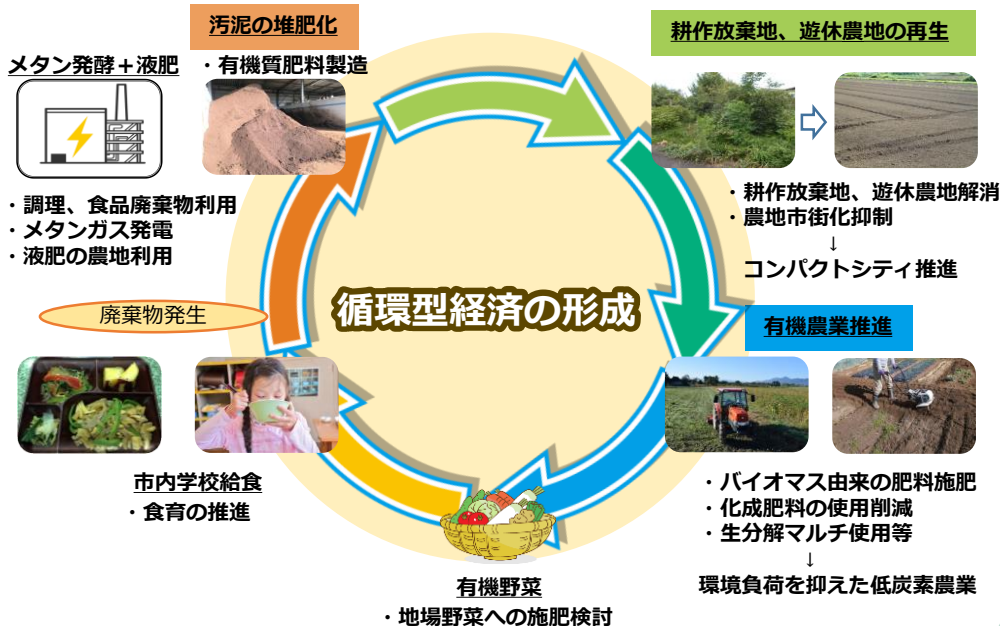 汚泥の堆肥化
・有機質肥料製造
メタン発酵＋液肥
・調理、食品廃棄物利用
・メタンガス発電
・液肥の農地利用
耕作放棄地、遊休農地の再生
・耕作放棄地、遊休農地解消
・農地市街化抑制
↓
コンパクトシティ推進
循環型経済の形成
有機農業推進
・バイオマス由来の肥料施肥
・化成肥料の使用削減
・生分解マルチ使用等
↓
環境負荷を抑えた低炭素農業
有機野菜
・地場野菜への施肥検討
市内学校給食
・食育の推進
廃棄物発生